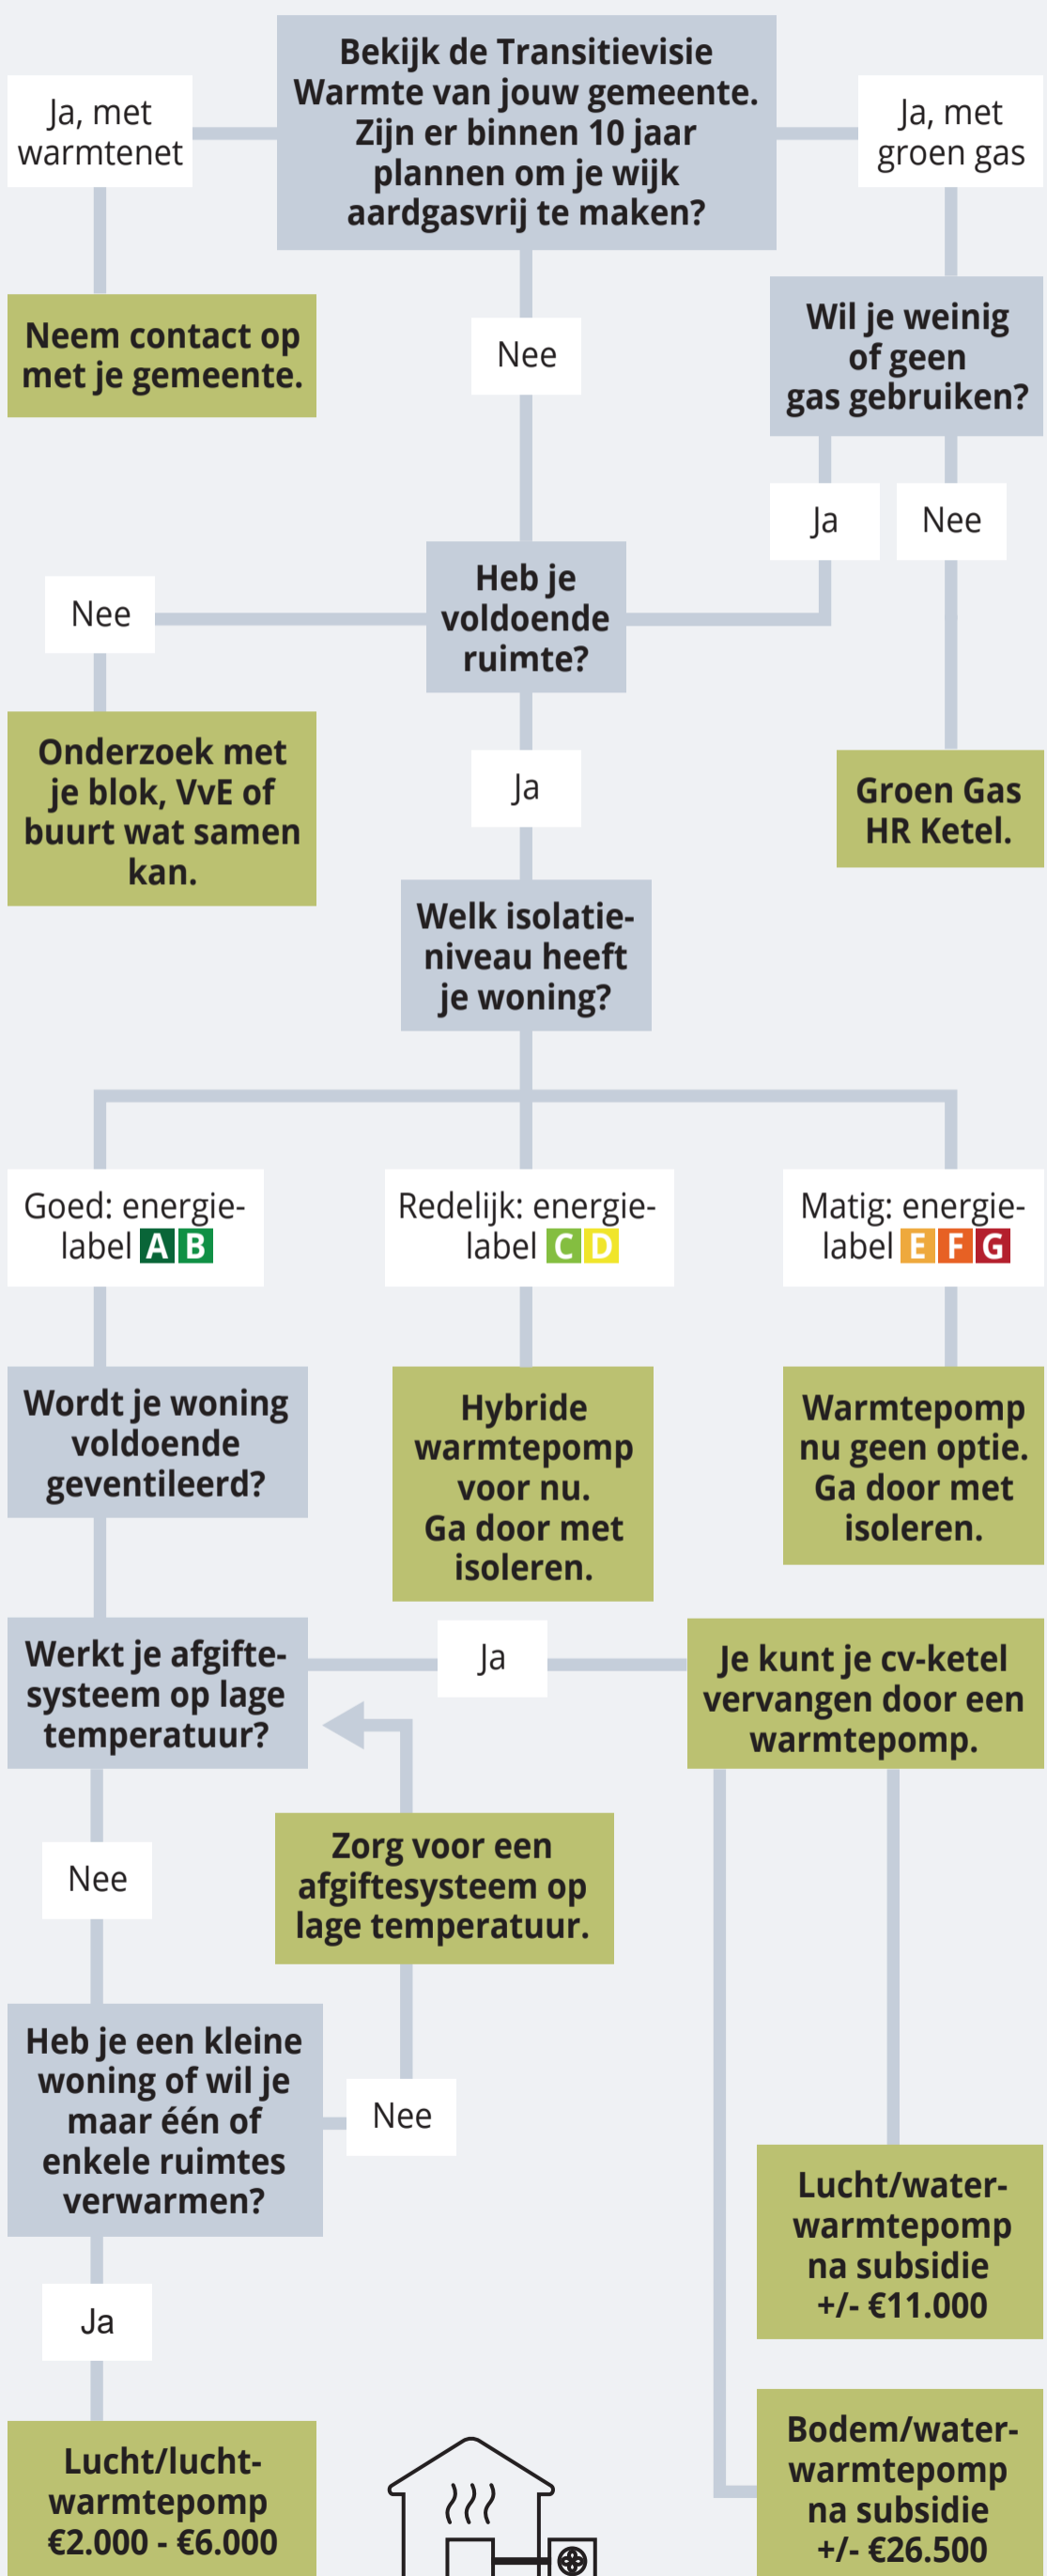 Bekijk de Transitievisie
Warmte van jouw gemeente.
Zijn er binnen 10 jaar
plannen om je wijk
aardgasvrij te maken?
Ja, met
warmtenet
Ja, met
groen gas
Neem contact op
met je gemeente.
Nee
Wil je weinig
of geen
gas gebruiken?
Ja
Nee
Heb je
voldoende
ruimte?
Nee
Onderzoek met
je blok, VvE of
buurt wat samen
kan.
Ja
Groen Gas
HR Ketel.
Welk isolatie-
niveau heeft
je woning?
Goed: energie-
label A B
Redelijk: energie-
label C D
Matig: energie-
label E F G
Wordt je woning
voldoende
geventileerd?
Hybride
warmtepomp
voor nu.
Ga door met
isoleren.
Warmtepomp
nu geen optie.
Ga door met
isoleren.
Werkt je afgifte-
systeem op lage
temperatuur?
Ja
Je kunt je cv-ketel
vervangen door een
warmtepomp.
Nee
Zorg voor een
afgiftesysteem op
lage temperatuur.
Heb je een kleine
woning of wil je
maar één of
enkele ruimtes
verwarmen?
Nee
Ja
Lucht/water-
warmtepomp
na subsidie
+/- €11.000
Lucht/lucht-
warmtepomp
€2.000 - €6.000
Bodem/water-
warmtepomp
na subsidie
+/- €26.500